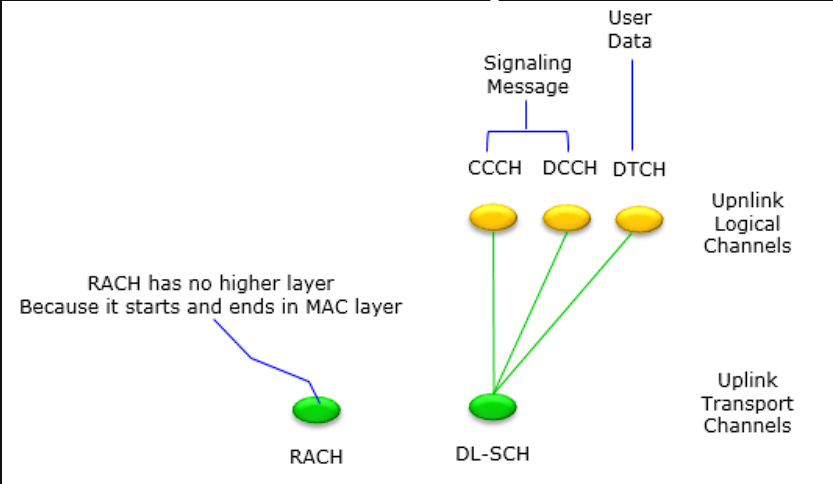 User
Data
Signaling
Message
CCCH DCCH DTCH
Upnlink
Logical
Channels
RACH has no higher layer
Because it starts and ends in MAC layer
Uplink
Transport
Channels
RACH
DL-SCH